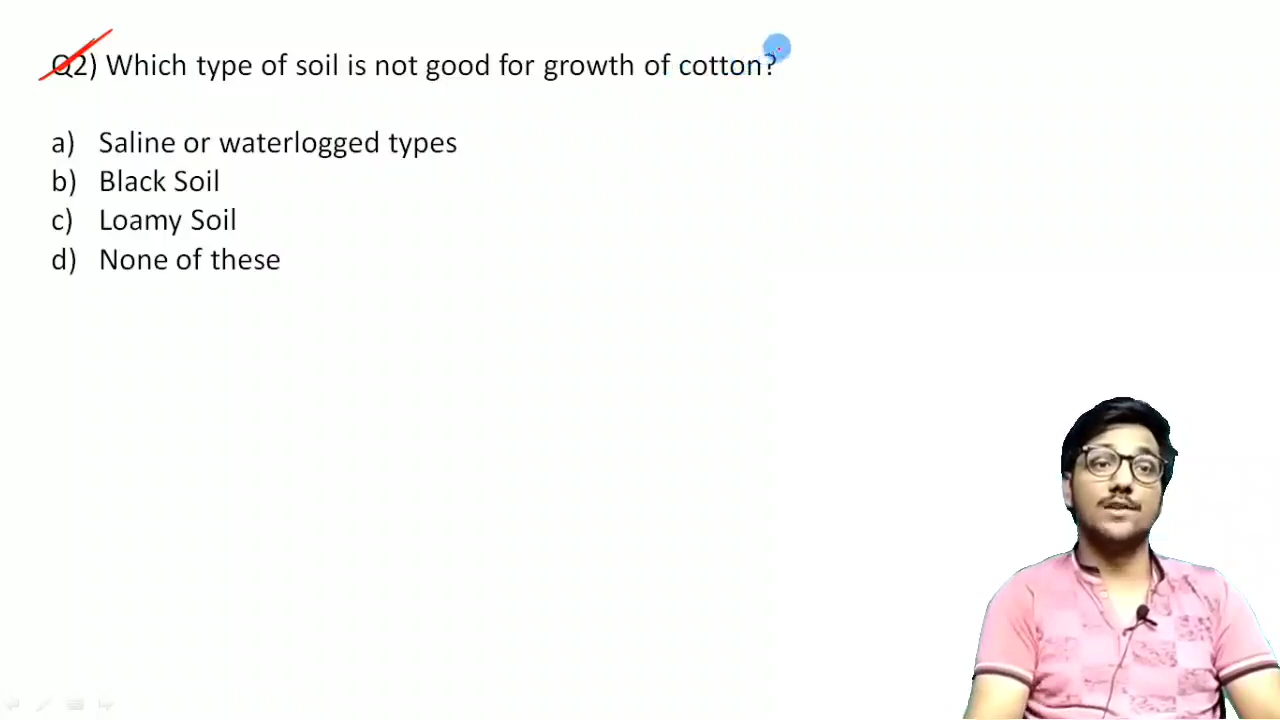 Q2) Which type of soil is not good for growth of cotton?
a) Saline or waterlogged types
b) Black Soil
c) Loamy Soil
d) None of these